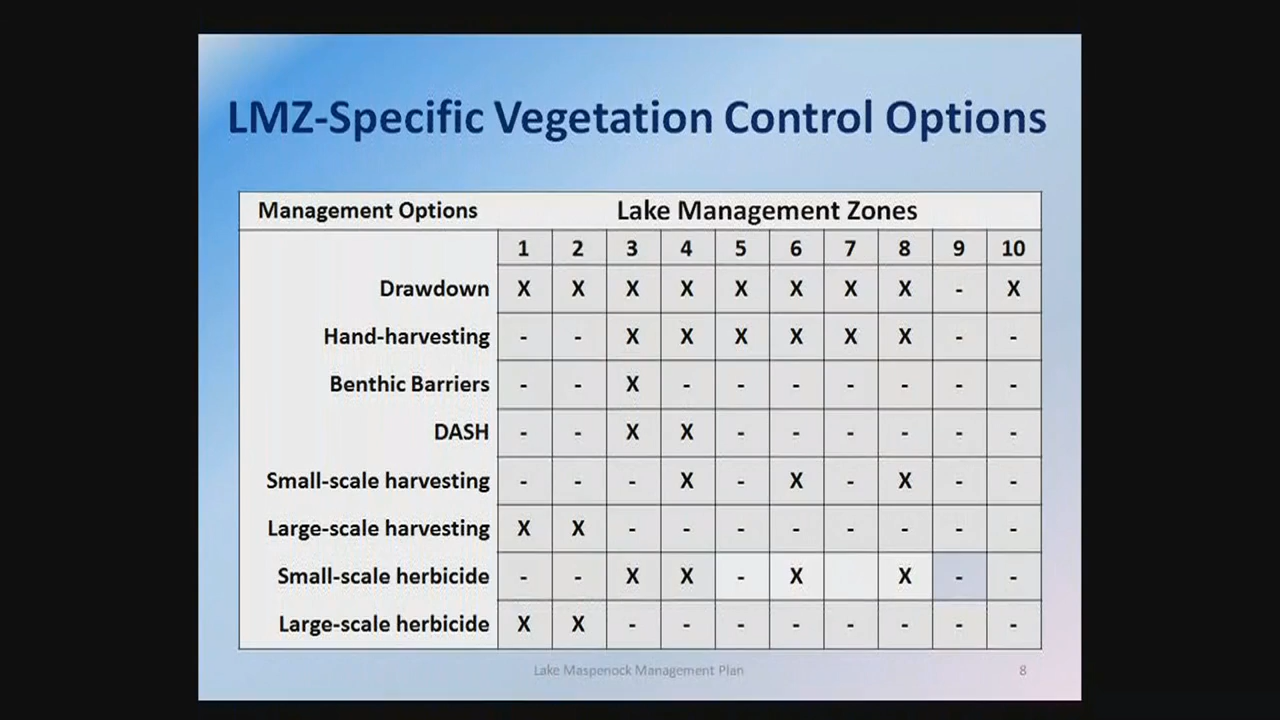 LMZ-Specific Vegetation Control Options
Management Options Lake Management Zones
1 2 3 4 5 6 7 8 9 10
Drawdown X X X X X X X X - X
Hand-harvesting - - X X X X X X - -
Benthic Barriers - - X - - - - - - -
DASH - - X X - - - - - -
Small-scale harvesting - - - X - X - X - -
Large-scale harvesting X X - - - - - - - -
Small-scale herbicide - - X X - X X - -
Large-scale herbicide X X - - - - - - - -
Lake Maspenock Management Plan 8